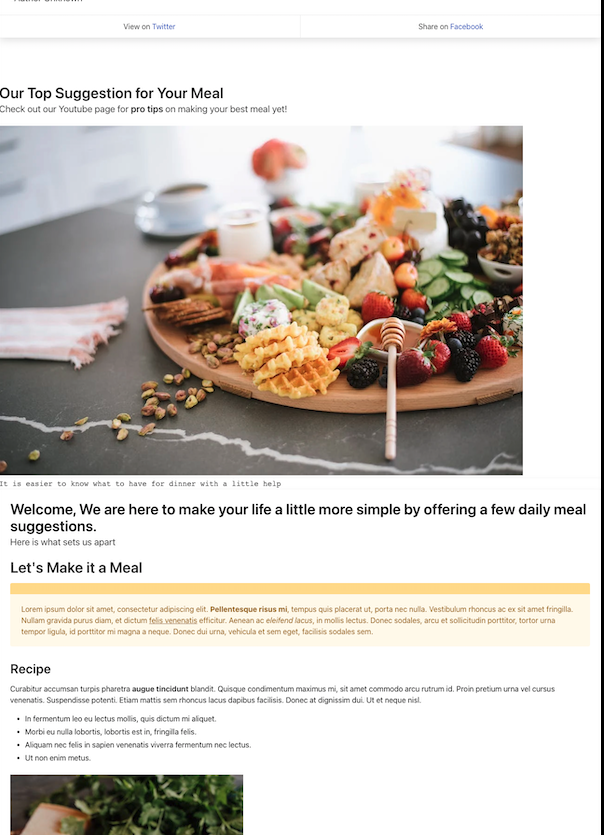 View on Twitter
Share on Facebook
Our Top Suggestion for Your Meal
Check out our Youtube page for pro tips on making your best meal yet!
It is easier to know what to have for dinner with a little help
Welcome, We are here to make your life a little more simple by offering a few daily meal
suggestions.
Here is what sets us apart
Let's Make it a Meal
Lorem ipsum dolor sit amet, consectetur adipiscing elit. Pellentesque risus mi, tempus quis placerat ut, porta nec nulla. Vestibulum rhoncus ac ex sit amet fringilla.
Nullam gravida purus diam, et dictum felis venenatis efficitur. Aenean ac eleifend lacus, in mollis lectus. Donec sodales, arcu et sollicitudin porttitor, tortor urna
tempor ligula, id porttitor mi magna a neque. Donec dui urna, vehicula et sem eget, facilisis sodales sem.
Recipe
Curabitur accumsan turpis pharetra augue tincidunt blandit. Quisque condimentum maximus mi, sit amet commodo arcu rutrum id. Proin pretium urna vel cursus
venenatis. Suspendisse potenti. Etiam mattis sem rhoncus lacus dapibus facilisis. Donec at dignissim dui. Ut et neque nisl.
• In fermentum leo eu lectus mollis, quis dictum mi aliquet.
• Morbi eu nulla lobortis, lobortis est in, fringilla felis.
• Aliquam nec felis in sapien venenatis viverra fermentum nec lectus.
• Ut non enim metus.